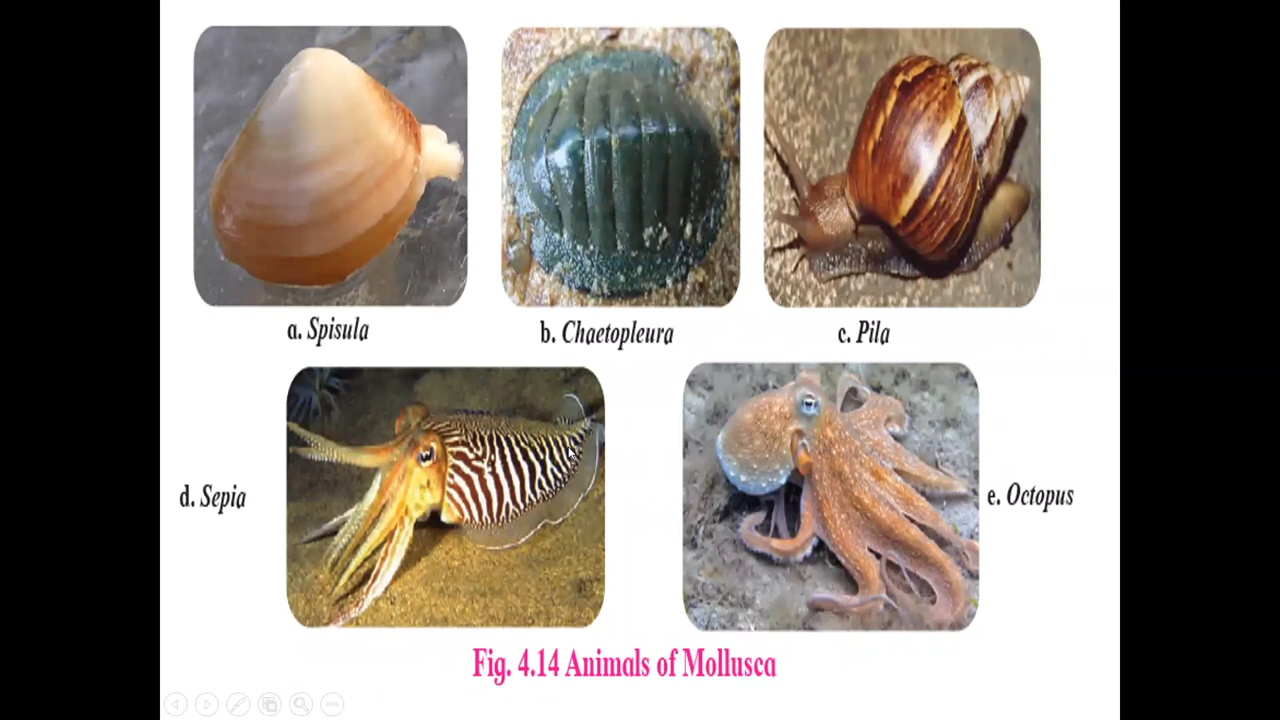 a. Spisula
b. Chaetopleura
c. Pila
d. Sepia
e. Octopus
Fig. 4.14 Animals of Mollusca